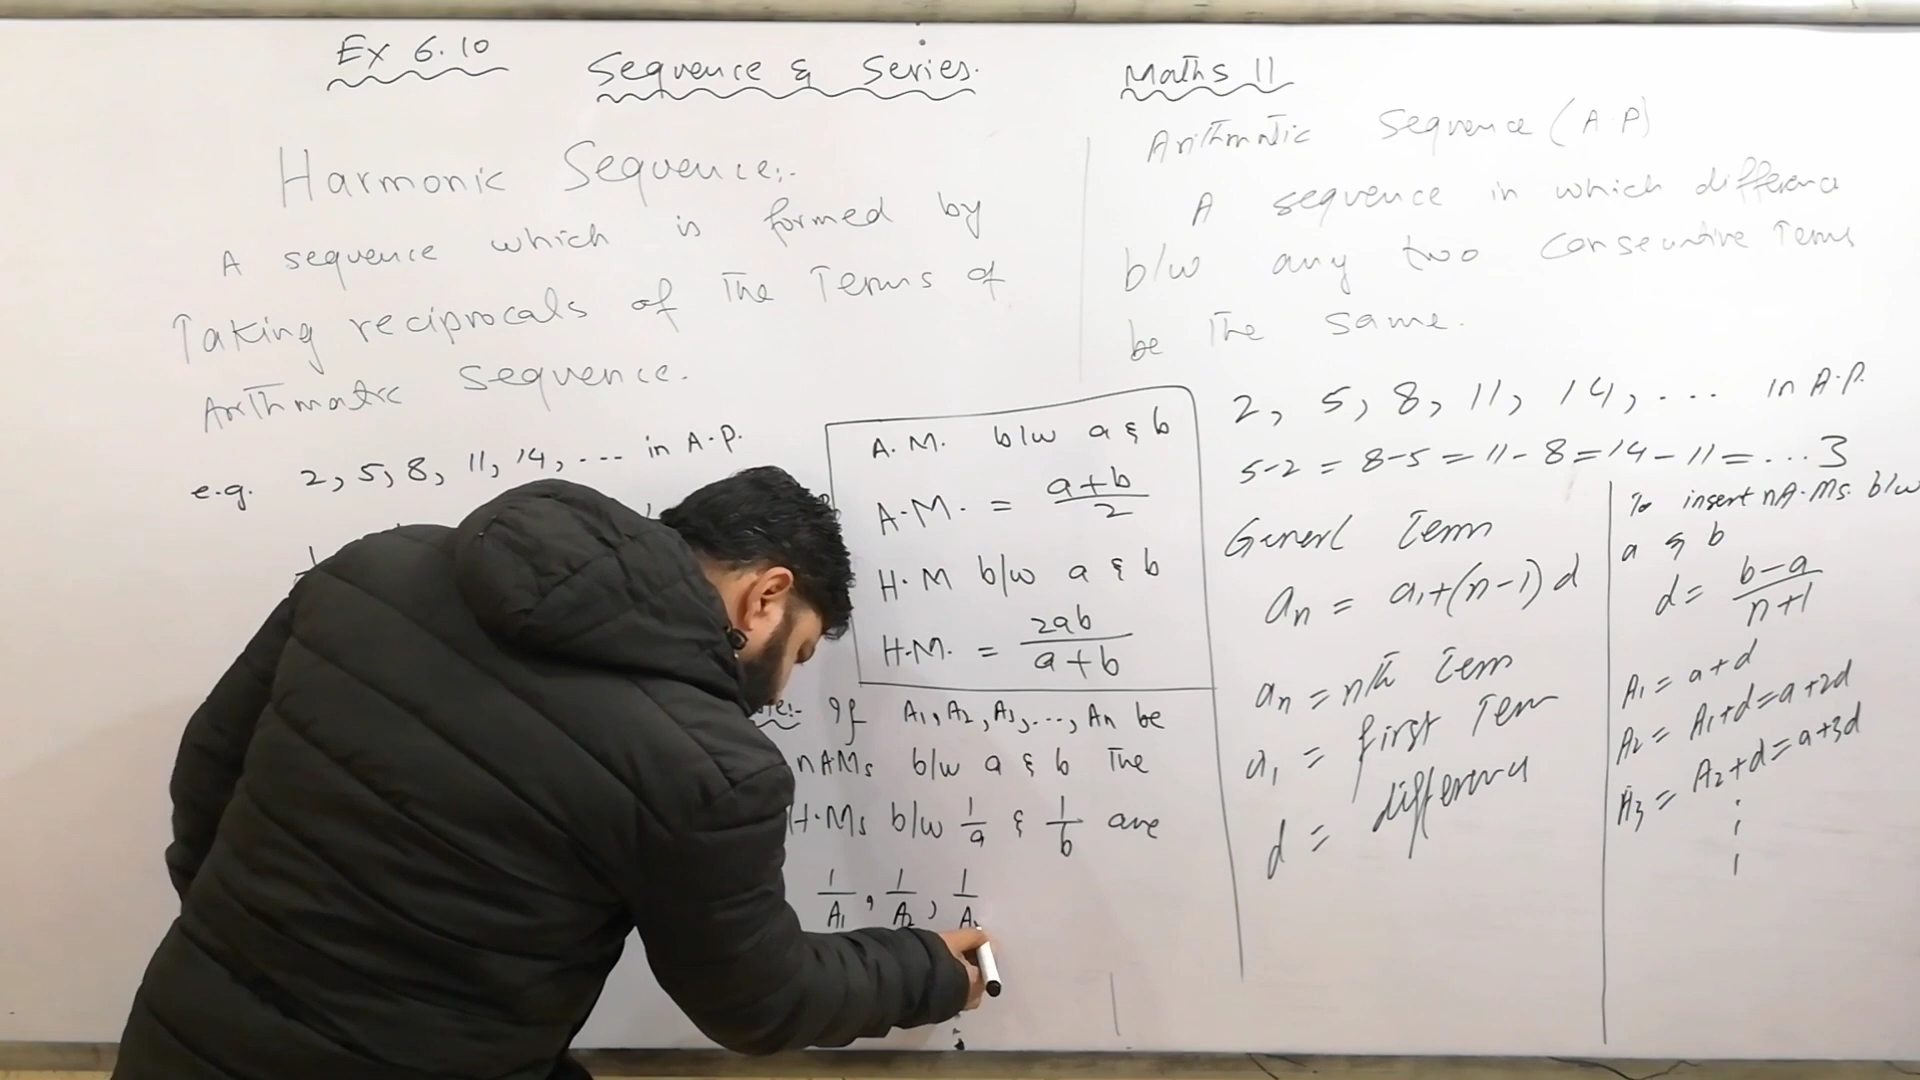 Ex 6.10
Sequence & Series.
Maths 11
Harmonic Sequence:-
A sequence which is formed by
Taking reciprocals of The Terms of
Arithmatic sequence.
e.g. 2, 5, 8, 11, 14, ... in A.P.
A.M. b/w a & b
A.M. = a+b/2
H.M b/w a & b
H.M. = 2ab/a+b
If A1, A2, A3, ..., An be
nAMs b/w a & b The
H.Ms b/w 1/a & 1/b are
1/A1, 1/A2, 1/A
Arithmatic Sequence (A.P)
A sequence in which difference
b/w any two consecutive Terms
be The same.
2, 5, 8, 11, 14, ... in A.P.
5-2 = 8-5 = 11-8 = 14-11 = ... 3
Generl Term
an = a1+(n-1)d
an = nth Term
a1 = first Term
d = difference
To insert nA.Ms. b/w
a & b
d = b-a/n+1
A1 = a+d
A2 = A1+d = a+2d
A3 = A2+d = a+3d